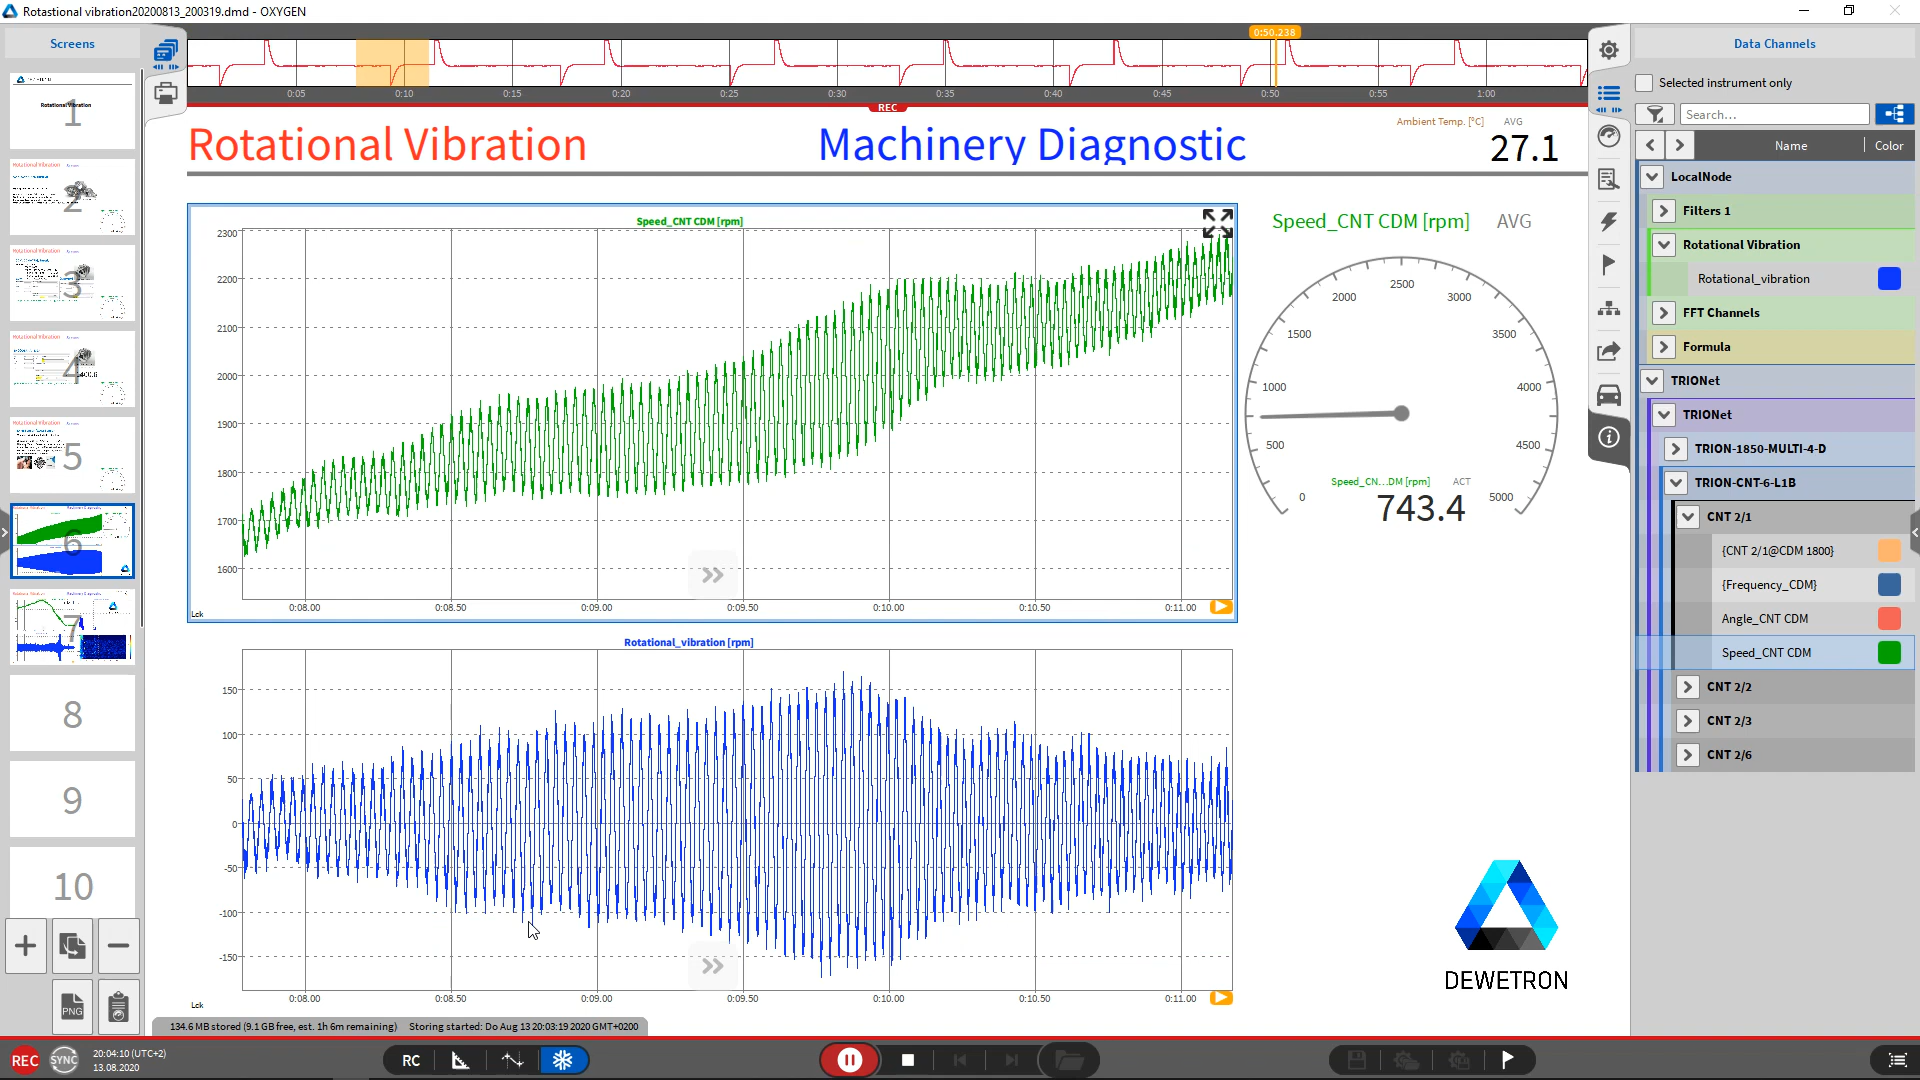 Rotastional vibration20200813_200319.dmd - OXYGEN
Screens
1
2
3
4
5
6
7
8
9
10
PNG
0:50.238
0:05
0:10
0:15
0:20
0:25
0:30
0:35
0:40
0:45
0:50
0:55
1:00
REC
Rotational Vibration
Machinery Diagnostic
Ambient Temp. [°C]
AVG
27.1
Speed_CNT CDM [rpm]
2300
2200
2100
2000
1900
1800
1700
1600
0:08.00
0:08.50
0:09.00
0:09.50
0:10.00
0:10.50
0:11.00
Lck
Speed_CNT CDM [rpm] AVG
0
500
1000
1500
2000
2500
3000
3500
4000
4500
5000
Speed_CN...DM [rpm] ACT
743.4
Rotational_vibration [rpm]
150
100
50
0
-50
-100
-150
0:08.00
0:08.50
0:09.00
0:09.50
0:10.00
0:10.50
0:11.00
Lck
DEWETRON
134.6 MB stored (9.1 GB free, est. 1h 6m remaining) Storing started: Do Aug 13 20:03:19 2020 GMT+0200
Data Channels
Selected instrument only
Search...
Name
Color
LocalNode
Filters 1
Rotational Vibration
Rotational_vibration
FFT Channels
Formula
TRIONet
TRIONet
TRION-1850-MULTI-4-D
TRION-CNT-6-L1B
CNT 2/1
{CNT 2/1@CDM 1800}
{Frequency_CDM}
Angle_CNT CDM
Speed_CNT CDM
CNT 2/2
CNT 2/3
CNT 2/6
REC
SYNC
20:04:10 (UTC+2)
13.08.2020
RC